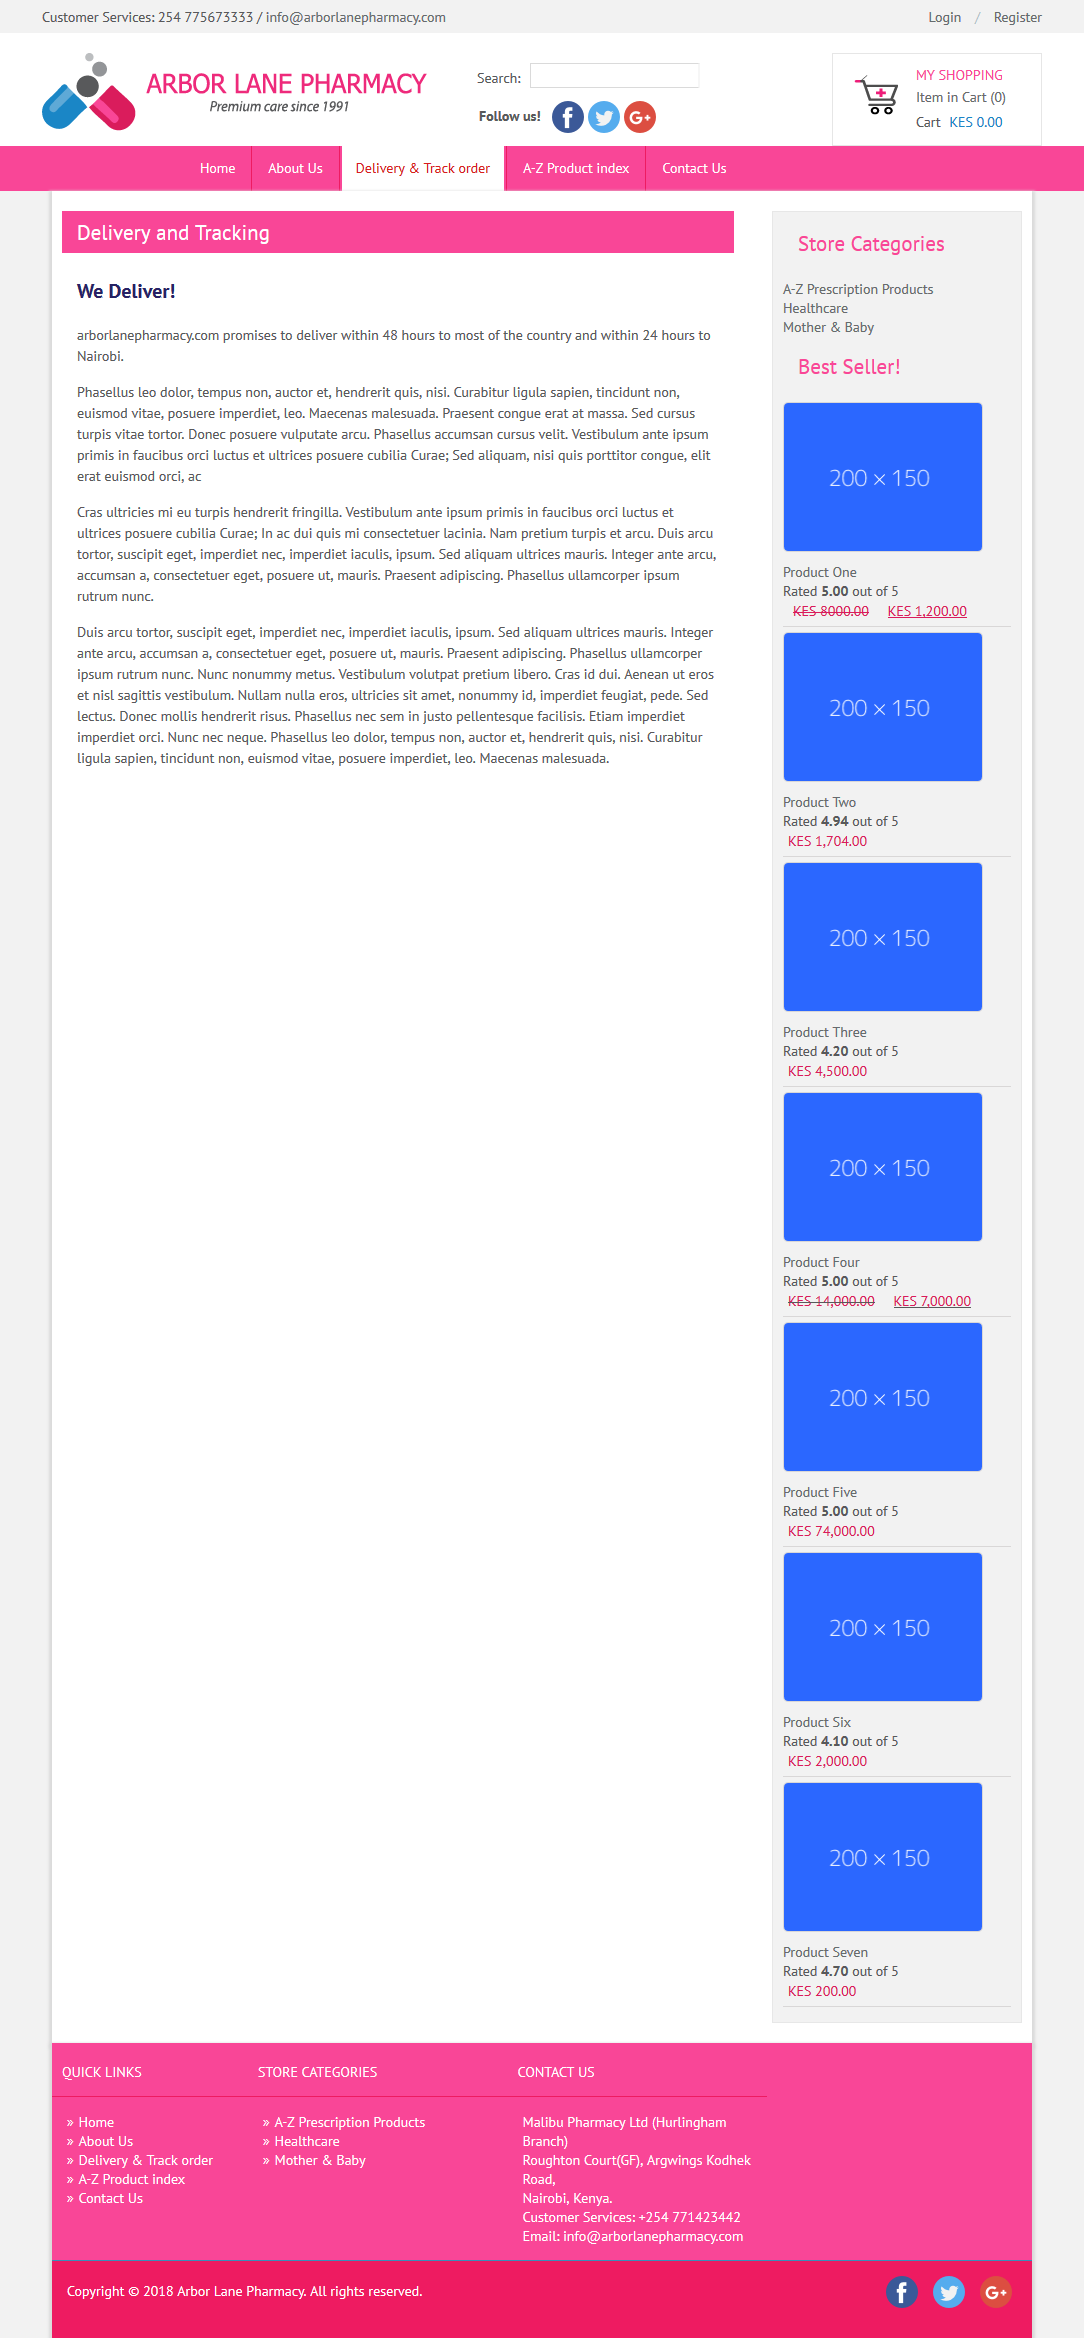 Customer Services: 254 775673333 / info@arborlanepharmacy.com
Login / Register
ARBOR LANE PHARMACY
Premium care since 1991
Search:
Follow us!
MY SHOPPING
Item in Cart (0)
Cart KES 0.00
Home
About Us
Delivery & Track order
A-Z Product index
Contact Us
Delivery and Tracking
We Deliver!
arborlanepharmacy.com promises to deliver within 48 hours to most of the country and within 24 hours to
Nairobi.
Phasellus leo dolor, tempus non, auctor et, hendrerit quis, nisi. Curabitur ligula sapien, tincidunt non,
euismod vitae, posuere imperdiet, leo. Maecenas malesuada. Praesent congue erat at massa. Sed cursus
turpis vitae tortor. Donec posuere vulputate arcu. Phasellus accumsan cursus velit. Vestibulum ante ipsum
primis in faucibus orci luctus et ultrices posuere cubilia Curae; Sed aliquam, nisi quis porttitor congue, elit
erat euismod orci, ac
Cras ultricies mi eu turpis hendrerit fringilla. Vestibulum ante ipsum primis in faucibus orci luctus et
ultrices posuere cubilia Curae; In ac dui quis mi consectetuer lacinia. Nam pretium turpis et arcu. Duis arcu
tortor, suscipit eget, imperdiet nec, imperdiet iaculis, ipsum. Sed aliquam ultrices mauris. Integer ante arcu,
accumsan a, consectetuer eget, posuere ut, mauris. Praesent adipiscing. Phasellus ullamcorper ipsum
rutrum nunc.
Duis arcu tortor, suscipit eget, imperdiet nec, imperdiet iaculis, ipsum. Sed aliquam ultrices mauris. Integer
ante arcu, accumsan a, consectetuer eget, posuere ut, mauris. Praesent adipiscing. Phasellus ullamcorper
ipsum rutrum nunc. Nunc nonummy metus. Vestibulum volutpat pretium libero. Cras id dui. Aenean ut eros
et nisl sagittis vestibulum. Nullam nulla eros, ultricies sit amet, nonummy id, imperdiet feugiat, pede. Sed
lectus. Donec mollis hendrerit risus. Phasellus nec sem in justo pellentesque facilisis. Etiam imperdiet
imperdiet orci. Nunc nec neque. Phasellus leo dolor, tempus non, auctor et, hendrerit quis, nisi. Curabitur
ligula sapien, tincidunt non, euismod vitae, posuere imperdiet, leo. Maecenas malesuada.
Store Categories
A-Z Prescription Products
Healthcare
Mother & Baby
Best Seller!
200 × 150
Product One
Rated 5.00 out of 5
KES 8000.00 KES 1,200.00
200 × 150
Product Two
Rated 4.94 out of 5
KES 1,704.00
200 × 150
Product Three
Rated 4.20 out of 5
KES 4,500.00
200 × 150
Product Four
Rated 5.00 out of 5
KES 14,000.00 KES 7,000.00
200 × 150
Product Five
Rated 5.00 out of 5
KES 74,000.00
200 × 150
Product Six
Rated 4.10 out of 5
KES 2,000.00
200 × 150
Product Seven
Rated 4.70 out of 5
KES 200.00
QUICK LINKS
» Home
» About Us
» Delivery & Track order
» A-Z Product index
» Contact Us
STORE CATEGORIES
» A-Z Prescription Products
» Healthcare
» Mother & Baby
CONTACT US
Malibu Pharmacy Ltd (Hurlingham
Branch)
Roughton Court(GF), Argwings Kodhek
Road,
Nairobi, Kenya.
Customer Services: +254 771423442
Email: info@arborlanepharmacy.com
Copyright © 2018 Arbor Lane Pharmacy. All rights reserved.